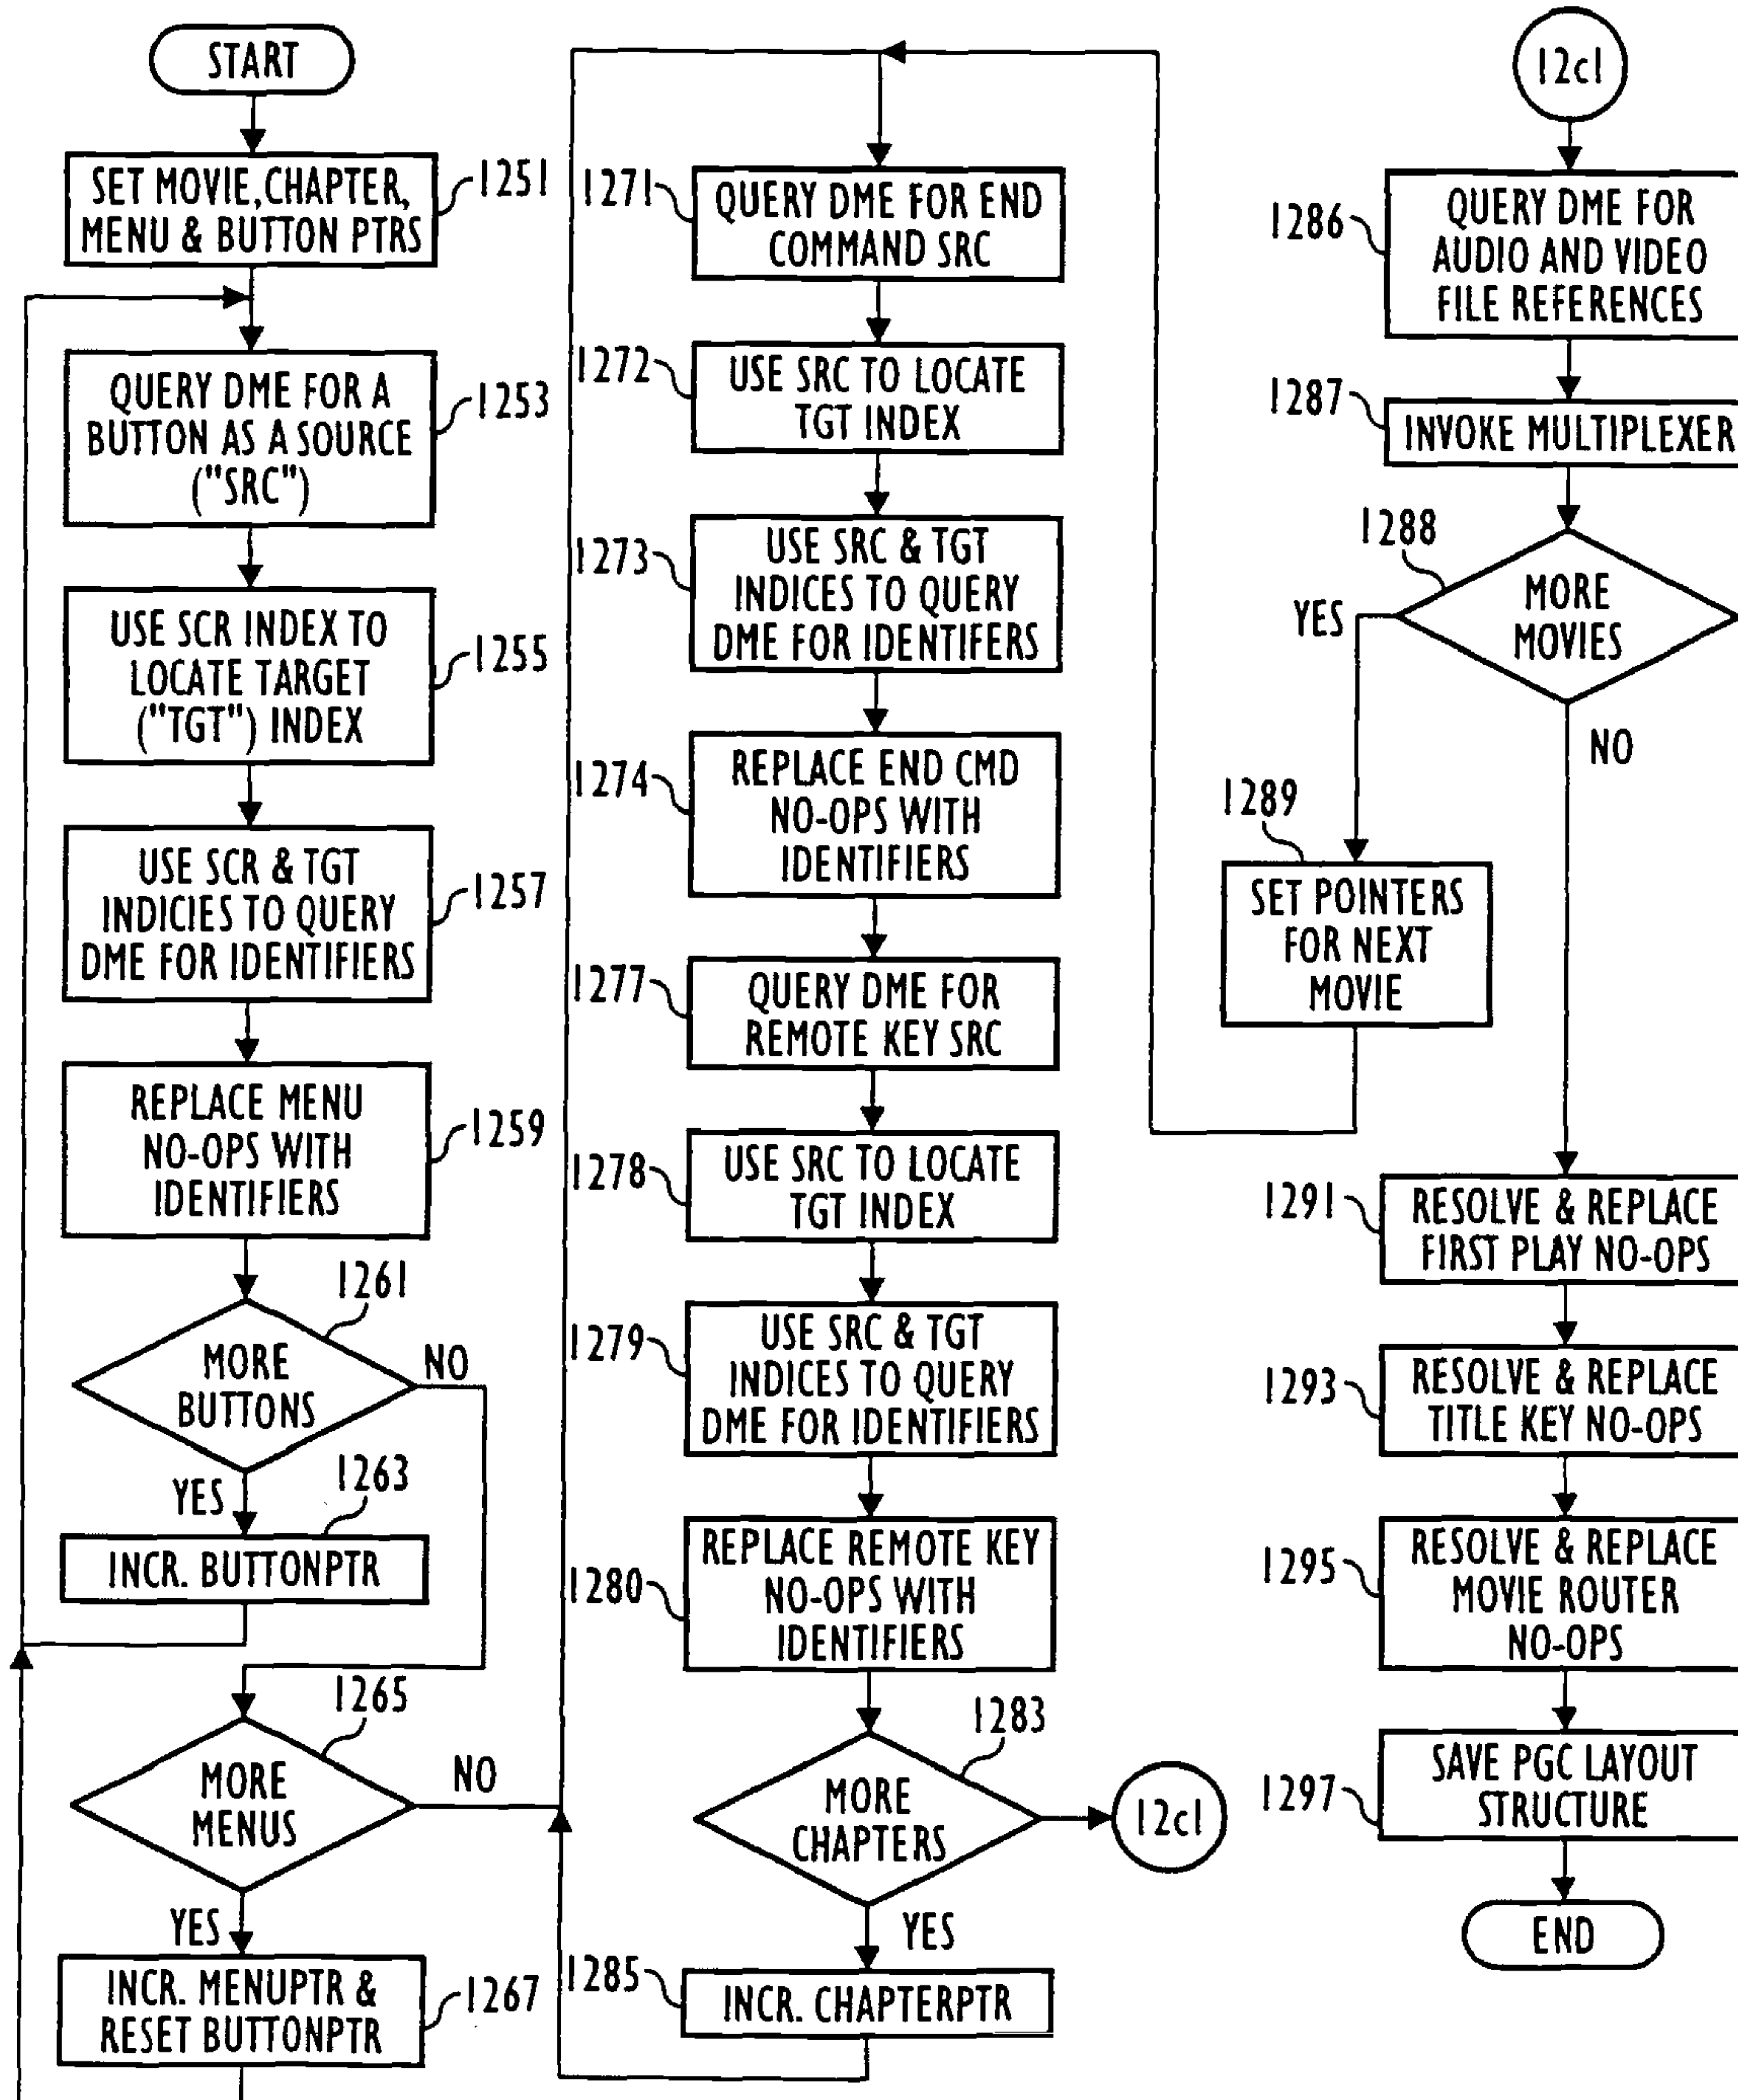 START
SET MOVIE, CHAPTER,
MENU & BUTTON PTRS
1251
QUERY DME FOR A
BUTTON AS A SOURCE
("SRC")
1253
USE SCR INDEX TO
LOCATE TARGET
("TGT") INDEX
1255
USE SCR & TGT
INDICIES TO QUERY
DME FOR IDENTIFIERS
1257
REPLACE MENU
NO-OPS WITH
IDENTIFIERS
1259
1261
MORE
BUTTONS
NO
YES
1263
INCR. BUTTONPTR
1265
MORE
MENUS
NO
YES
INCR. MENUPTR &
RESET BUTTONPTR
1267
1271
QUERY DME FOR END
COMMAND SRC
1272
USE SRC TO LOCATE
TGT INDEX
1273
USE SRC & TGT
INDICES TO QUERY
DME FOR IDENTIFERS
1274
REPLACE END CMD
NO-OPS WITH
IDENTIFIERS
1277
QUERY DME FOR
REMOTE KEY SRC
1278
USE SRC TO LOCATE
TGT INDEX
1279
USE SRC & TGT
INDICES TO QUERY
DME FOR IDENTIFIERS
1280
REPLACE REMOTE KEY
NO-OPS WITH
IDENTIFIERS
1283
MORE
CHAPTERS
12c1
YES
1285
INCR. CHAPTERPTR
12c1
1286
QUERY DME FOR
AUDIO AND VIDEO
FILE REFERENCES
1287
INVOKE MULTIPLEXER
1288
MORE
MOVIES
YES
NO
1289
SET POINTERS
FOR NEXT
MOVIE
1291
RESOLVE & REPLACE
FIRST PLAY NO-OPS
1293
RESOLVE & REPLACE
TITLE KEY NO-OPS
1295
RESOLVE & REPLACE
MOVIE ROUTER
NO-OPS
1297
SAVE PGC LAYOUT
STRUCTURE
END